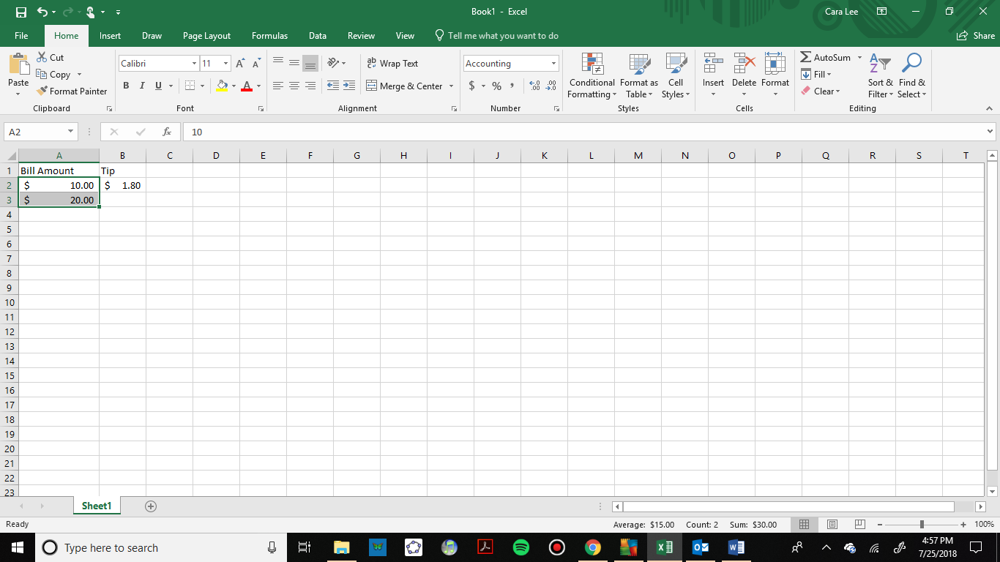 Book1 - Excel
Cara Lee
File Home Insert Draw Page Layout Formulas Data Review View Tell me what you want to do Share
Paste
Cut
Copy
Format Painter
Clipboard
Calibri 11 A A
B I U A
Font
Wrap Text
Merge & Center
Alignment
Accounting
$ % , ←.0 .00 .00 →.0
Number
Conditional Formatting
Format as Table
Cell Styles
Styles
Insert Delete Format
Cells
AutoSum
Fill
Clear
Sort & Filter
Find & Select
Editing
A2 fx 10
A B C D E F G H I J K L M N O P Q R S T
1 Bill Amount Tip
2 $ 10.00 $ 1.80
3 $ 20.00
4
5
6
7
8
9
10
11
12
13
14
15
16
17
18
19
20
21
22
23
Sheet1
Ready Average: $15.00 Count: 2 Sum: $30.00 100%
Type here to search
4:57 PM
7/25/2018